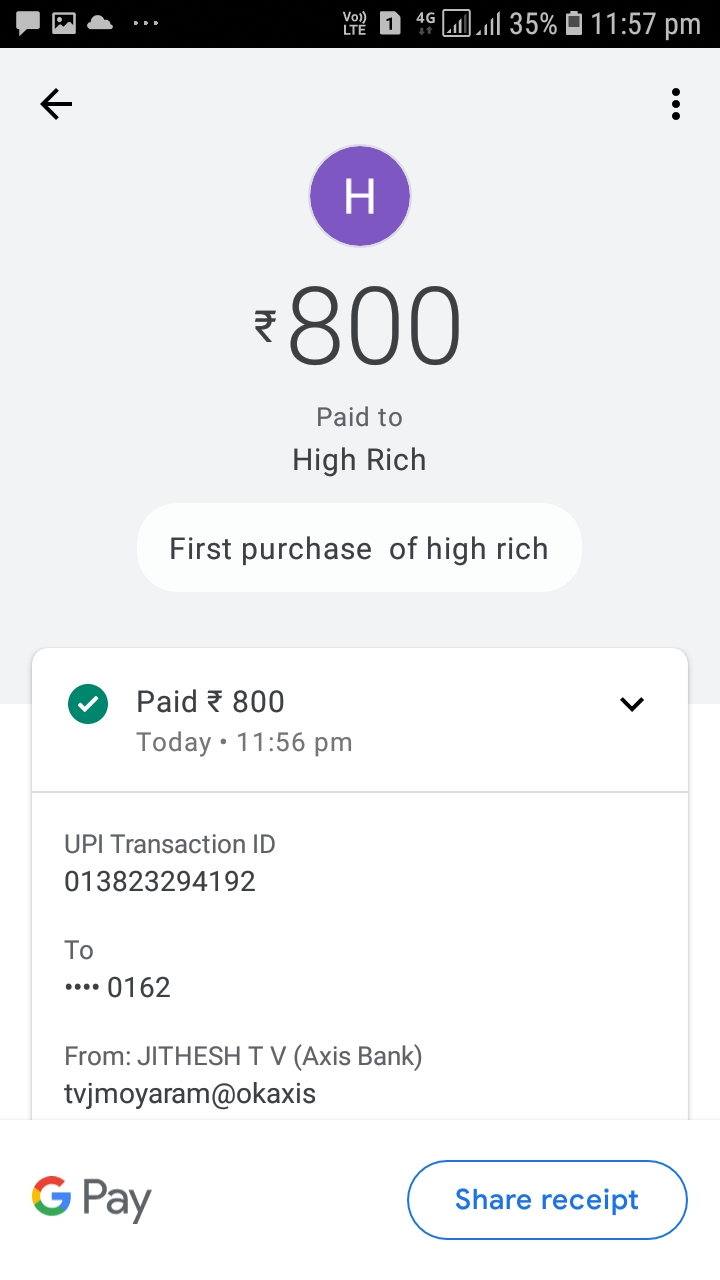 Vo)) LTE 1 4G 35% 11:57 pm
H
₹800
Paid to
High Rich
First purchase  of high rich
Paid ₹ 800
Today • 11:56 pm
UPI Transaction ID
013823294192
To
•••• 0162
From: JITHESH T V (Axis Bank)
tvjmoyaram@okaxis
G Pay
Share receipt